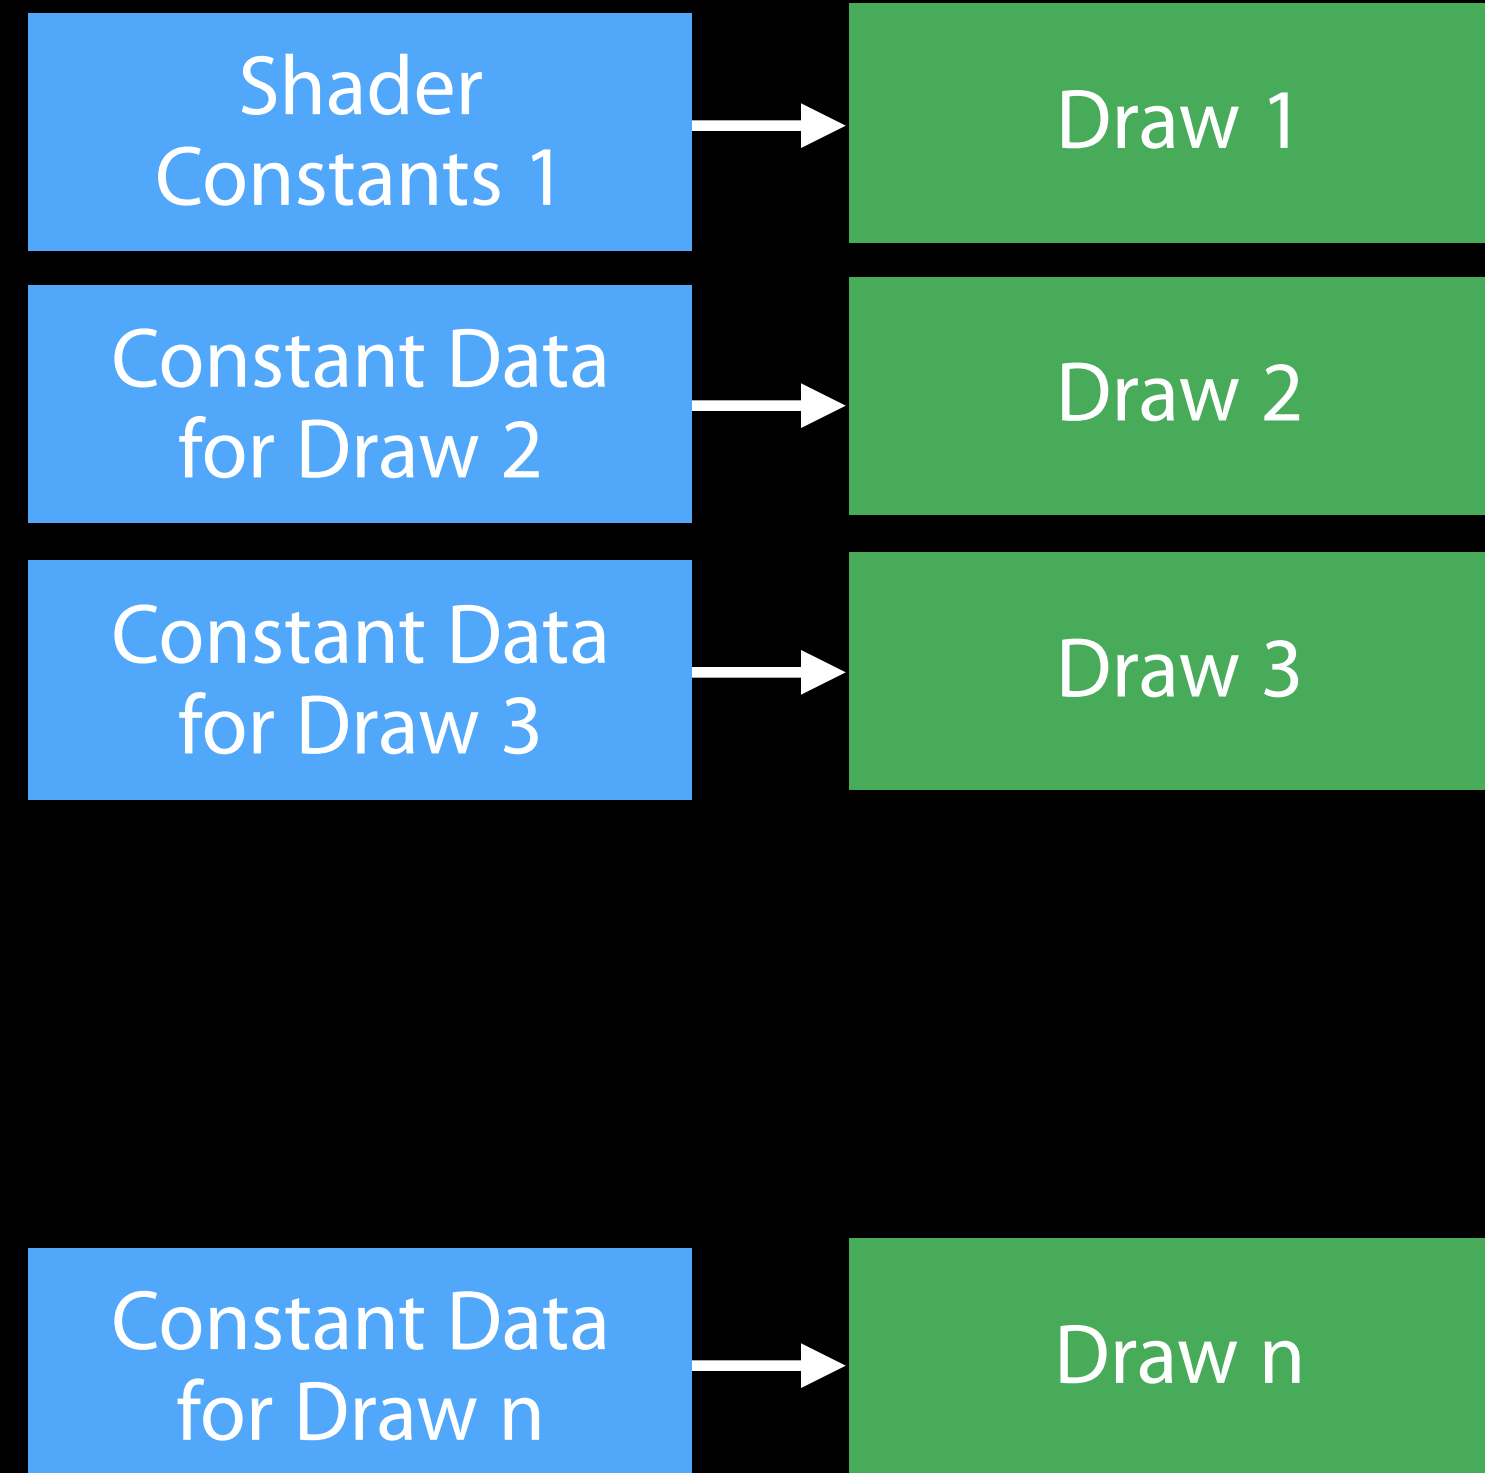 Shader
Constants 1
Draw 1
Constant Data
for Draw 2
Draw 2
Constant Data
for Draw 3
Draw 3
Constant Data
for Draw n
Draw n